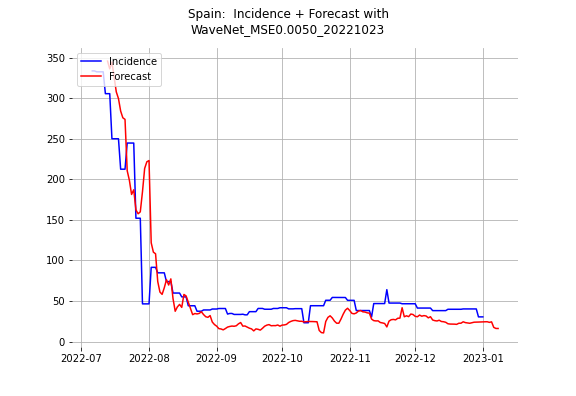 Spain:  Incidence + Forecast with
WaveNet_MSE0.0050_20221023
Incidence
Forecast
350
300
250
200
150
100
50
0
2022-07 2022-08 2022-09 2022-10 2022-11 2022-12 2023-01